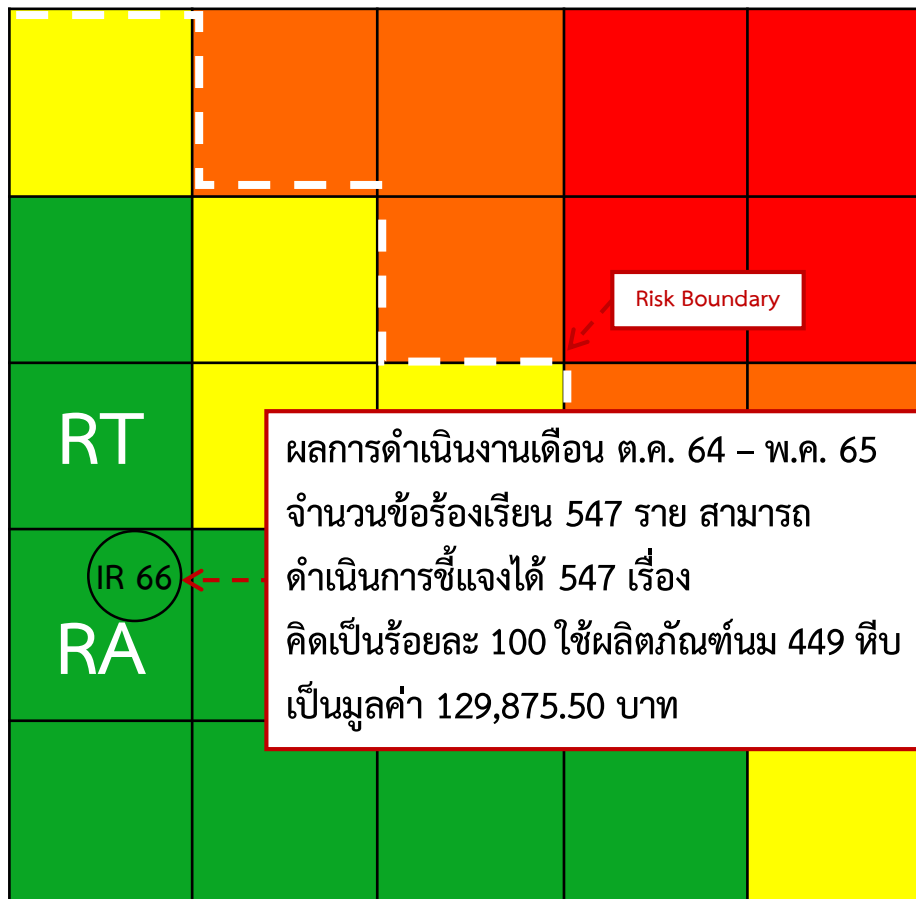 Risk Boundary
RT
ผลการดำเนินงานเดือน ต.ค. 64 – พ.ค. 65
จำนวนข้อร้องเรียน 547 ราย สามารถ
ดำเนินการชี้แจงได้ 547 เรื่อง
คิดเป็นร้อยละ 100 ใช้ผลิตภัณฑ์นม 449 หีบ
เป็นมูลค่า 129,875.50 บาท
IR 66
RA